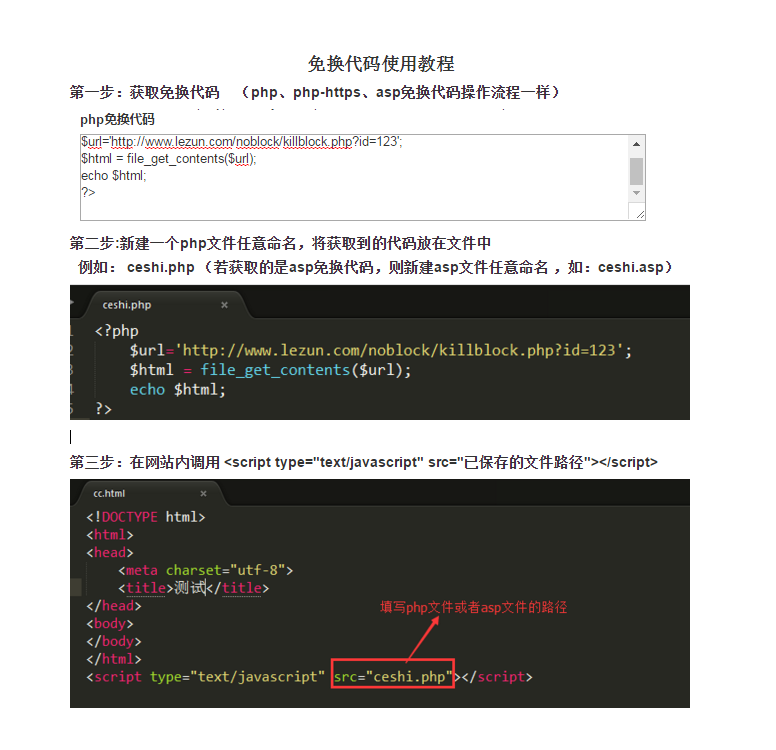 免换代码使用教程
第一步：获取免换代码 （php、php-https、asp免换代码操作流程一样）
php免换代码
$url='http://www.lezun.com/noblock/killblock.php?id=123';
$html = file_get_contents($url);
echo $html;
?>
第二步:新建一个php文件任意命名，将获取到的代码放在文件中
例如： ceshi.php （若获取的是asp免换代码，则新建asp文件任意命名 ，如：ceshi.asp）
ceshi.php ×
1 <?php
2 $url='http://www.lezun.com/noblock/killblock.php?id=123';
3 $html = file_get_contents($url);
4 echo $html;
5 ?>
第三步：在网站内调用 <script type="text/javascript" src="已保存的文件路径"></script>
cc.html ×
<!DOCTYPE html>
<html>
<head>
<meta charset="utf-8">
<title>测试</title>
</head>
填写php文件或者asp文件的路径
<body>
</body>
</html>
<script type="text/javascript" src="ceshi.php"></script>